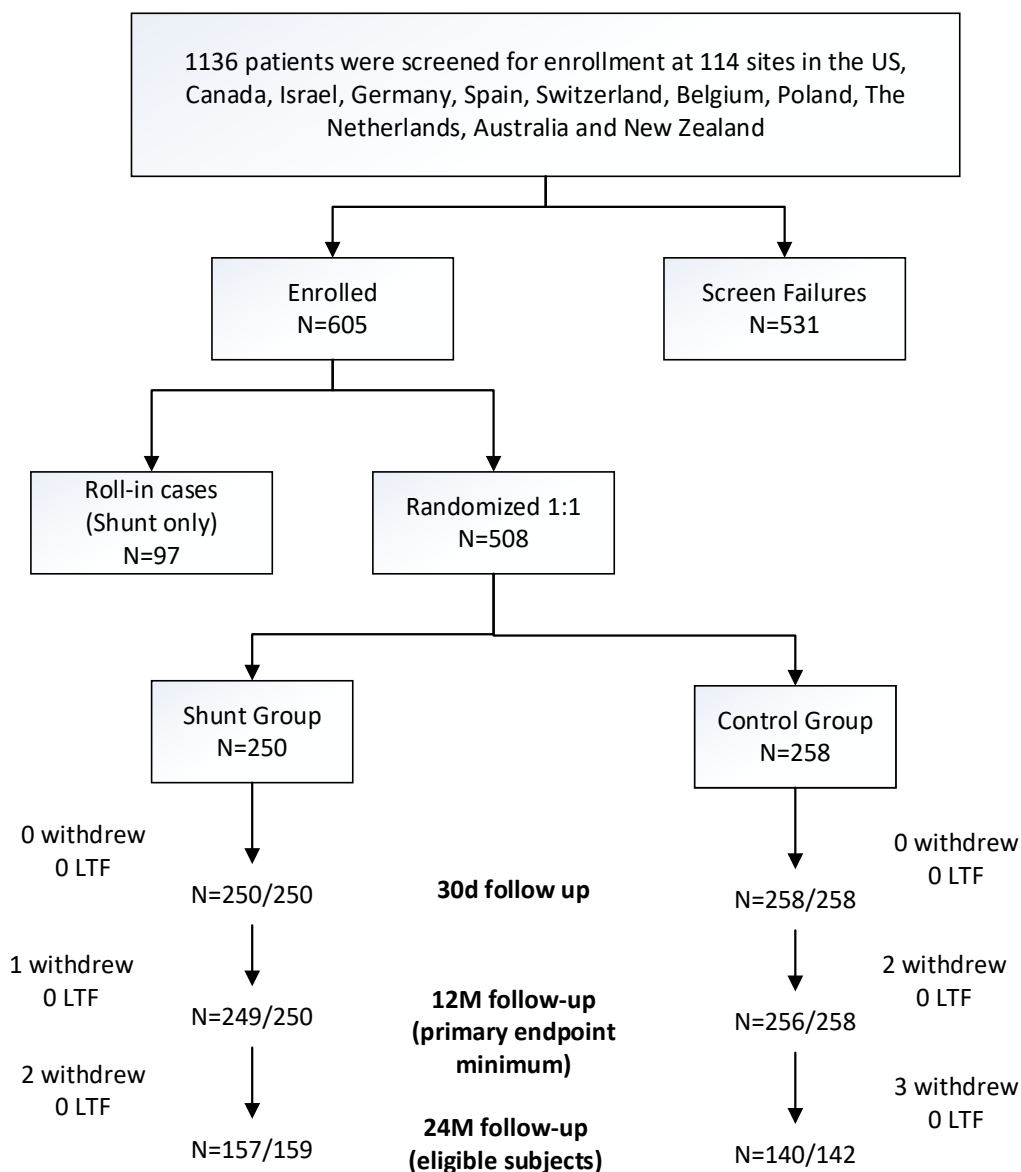 1136 patients were screened for enrollment at 114 sites in the US,
Canada, Israel, Germany, Spain, Switzerland, Belgium, Poland, The
Netherlands, Australia and New Zealand
Enrolled
N=605
Screen Failures
N=531
Roll-in cases
(Shunt only)
N=97
Randomized 1:1
N=508
Shunt Group
N=250
Control Group
N=258
0 withdrew
0 LTF
0 withdrew
0 LTF
N=250/250
30d follow up
N=258/258
1 withdrew
0 LTF
2 withdrew
0 LTF
N=249/250
12M follow-up
(primary endpoint
minimum)
N=256/258
2 withdrew
0 LTF
3 withdrew
0 LTF
N=157/159
24M follow-up
(eligible subjects)
N=140/142